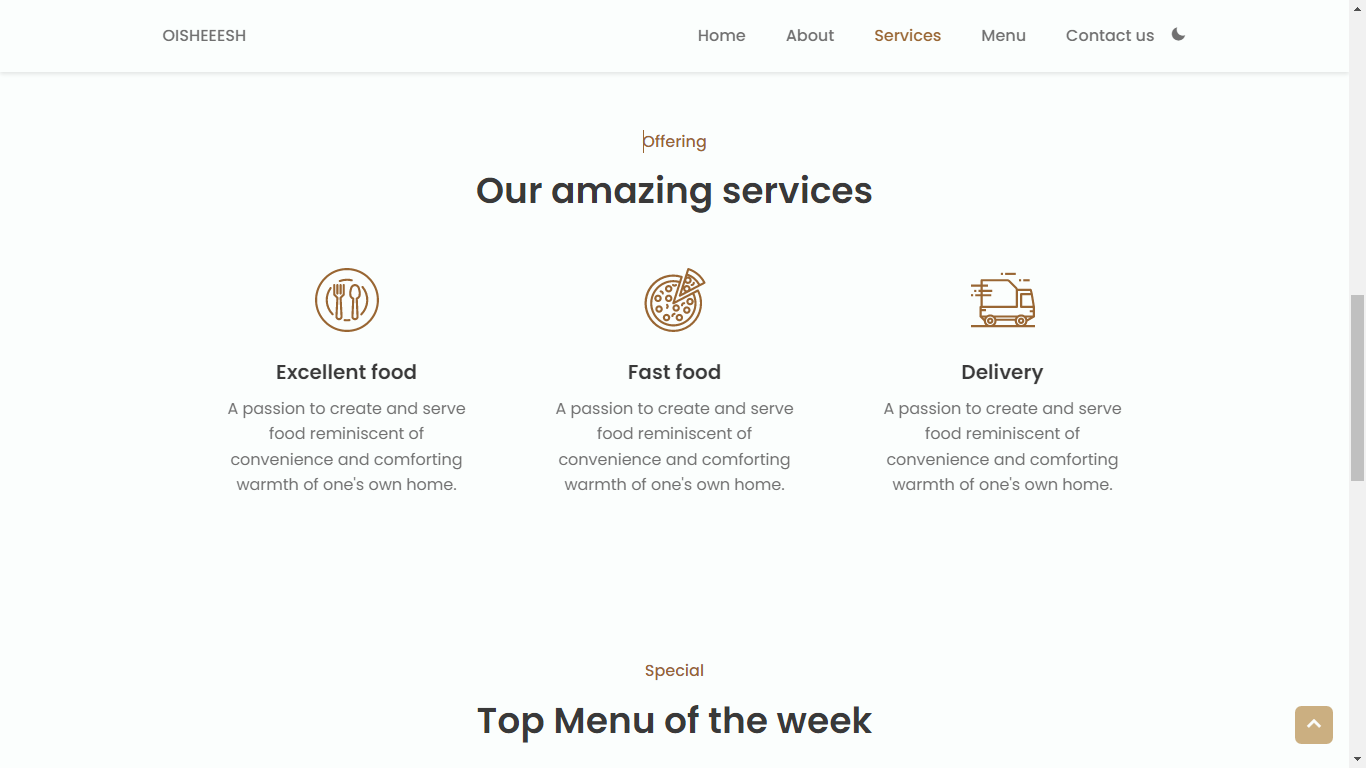 OISHEEESH
Home About Services Menu Contact us
Offering
Our amazing services
Excellent food
A passion to create and serve
food reminiscent of
convenience and comforting
warmth of one's own home.
Fast food
A passion to create and serve
food reminiscent of
convenience and comforting
warmth of one's own home.
Delivery
A passion to create and serve
food reminiscent of
convenience and comforting
warmth of one's own home.
Special
Top Menu of the week